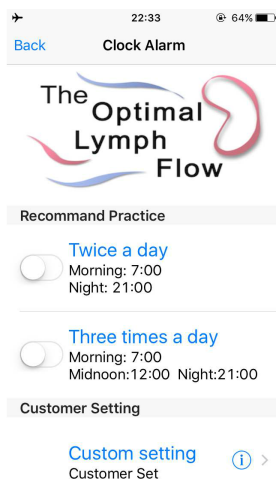 22:33
64%
Back
Clock Alarm
The
Optimal
Lymph
Flow
Recommand Practice
Twice a day
Morning: 7:00
Night: 21:00
Three times a day
Morning: 7:00
Midnoon:12:00 Night:21:00
Customer Setting
Custom setting
Customer Set